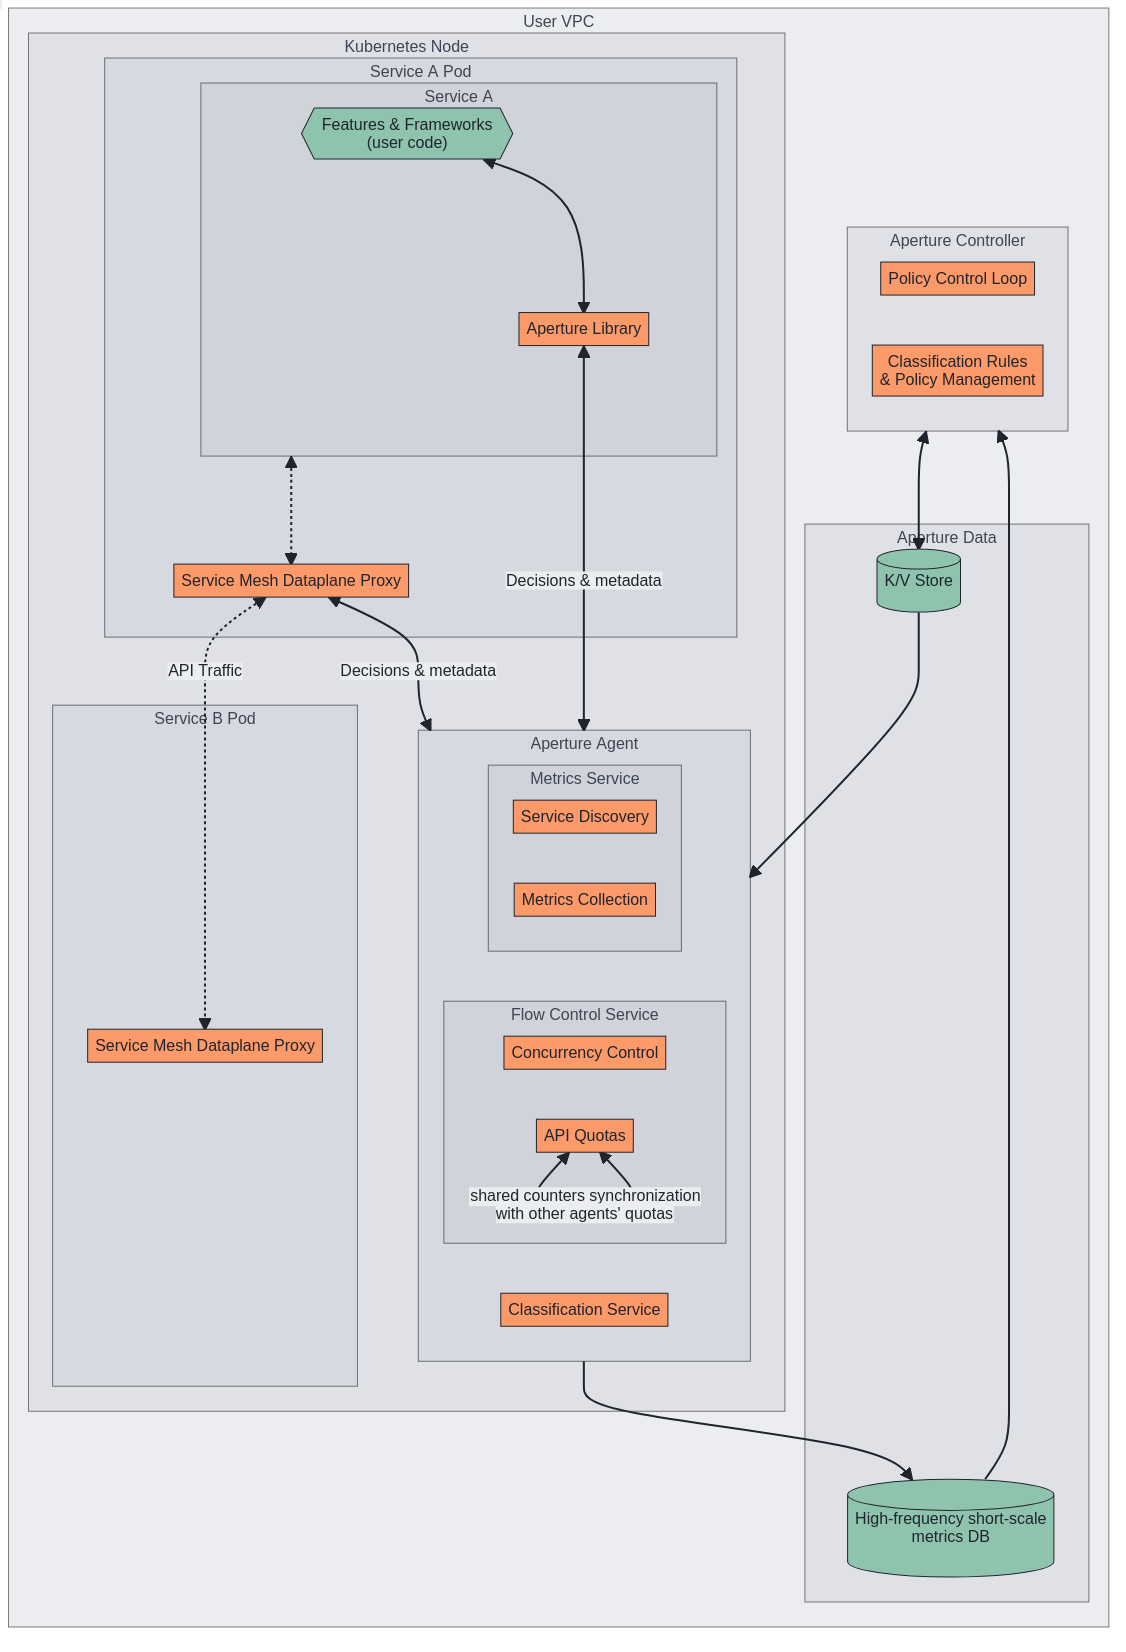 User VPC
Kubernetes Node
Service A Pod
Service A
Features & Frameworks
(user code)
Aperture Library
Service Mesh Dataplane Proxy
Decisions & metadata
API Traffic
Decisions & metadata
Service B Pod
Service Mesh Dataplane Proxy
Aperture Agent
Metrics Service
Service Discovery
Metrics Collection
Flow Control Service
Concurrency Control
API Quotas
shared counters synchronization
with other agents' quotas
Classification Service
Aperture Controller
Policy Control Loop
Classification Rules
& Policy Management
Aperture Data
K/V Store
High-frequency short-scale
metrics DB